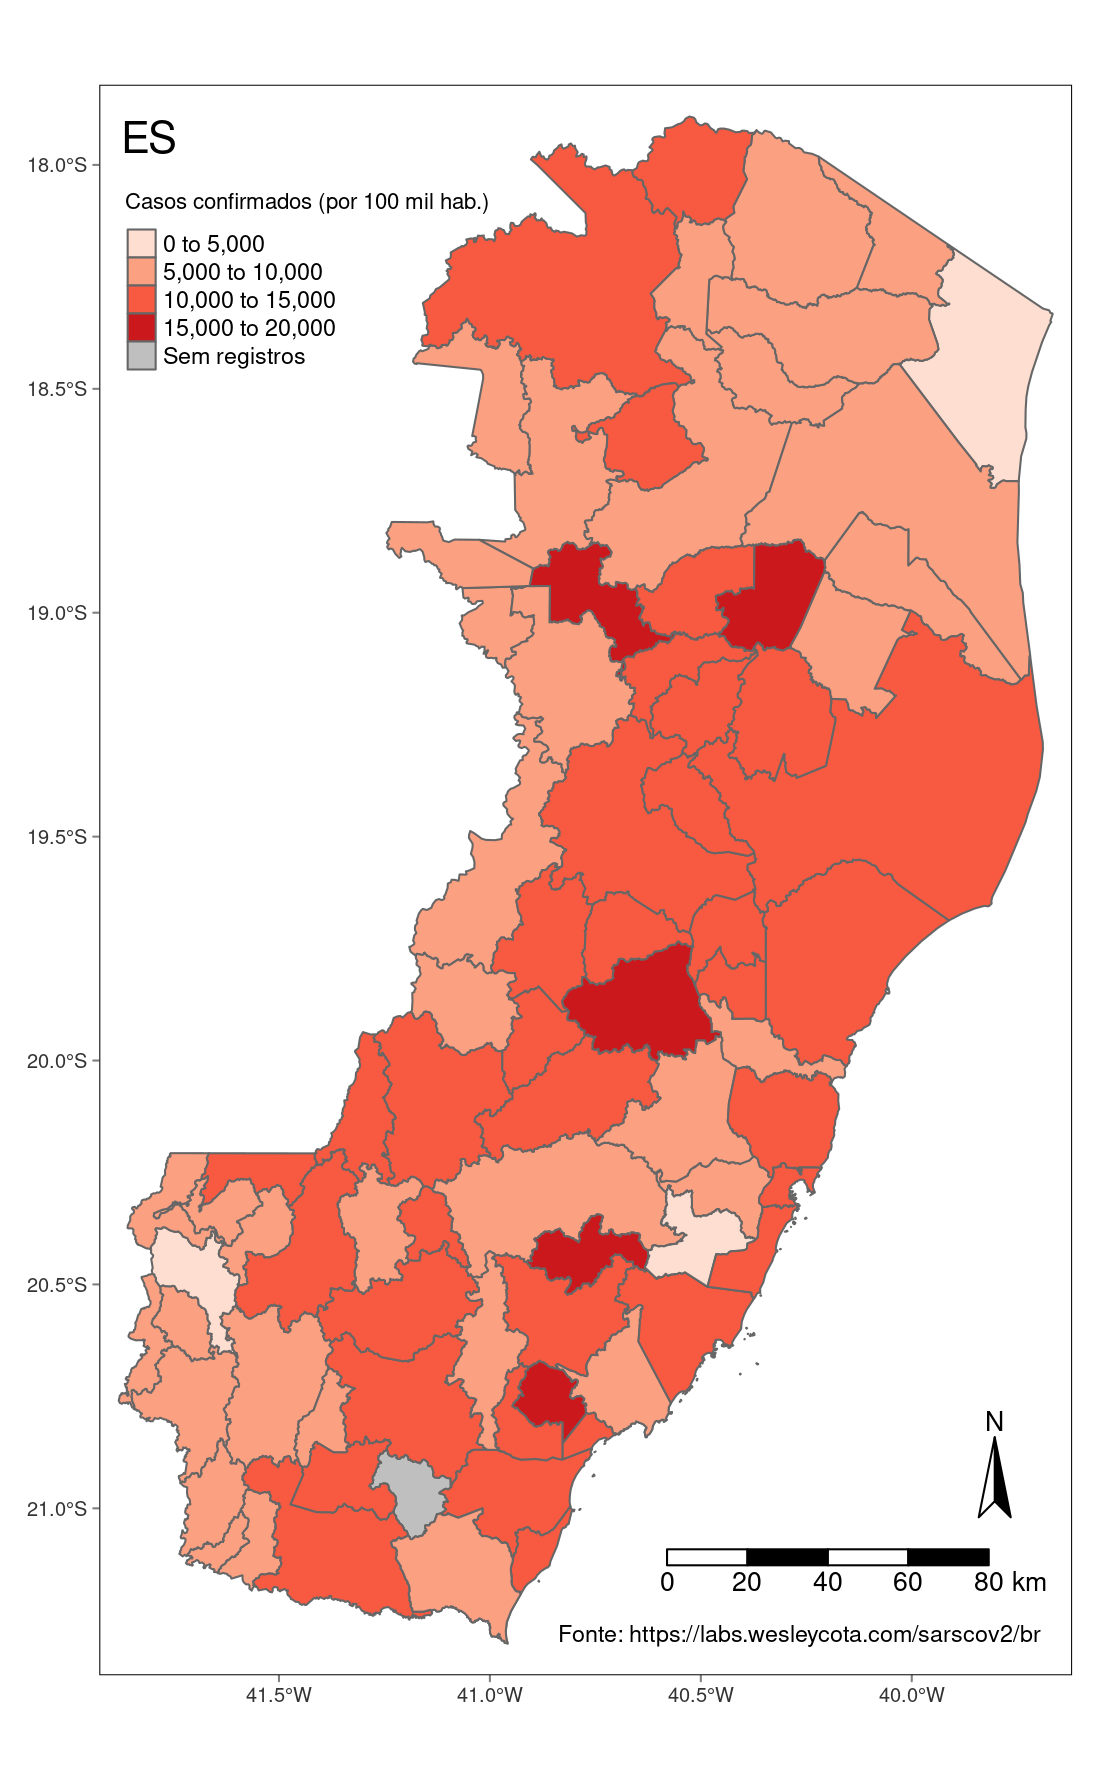 ES
Casos confirmados (por 100 mil hab.)
0 to 5,000
5,000 to 10,000
10,000 to 15,000
15,000 to 20,000
Sem registros
18.0°S
18.5°S
19.0°S
19.5°S
20.0°S
20.5°S
21.0°S
N
0 20 40 60 80 km
Fonte: https://labs.wesleycota.com/sarscov2/br
41.5°W 41.0°W 40.5°W 40.0°W